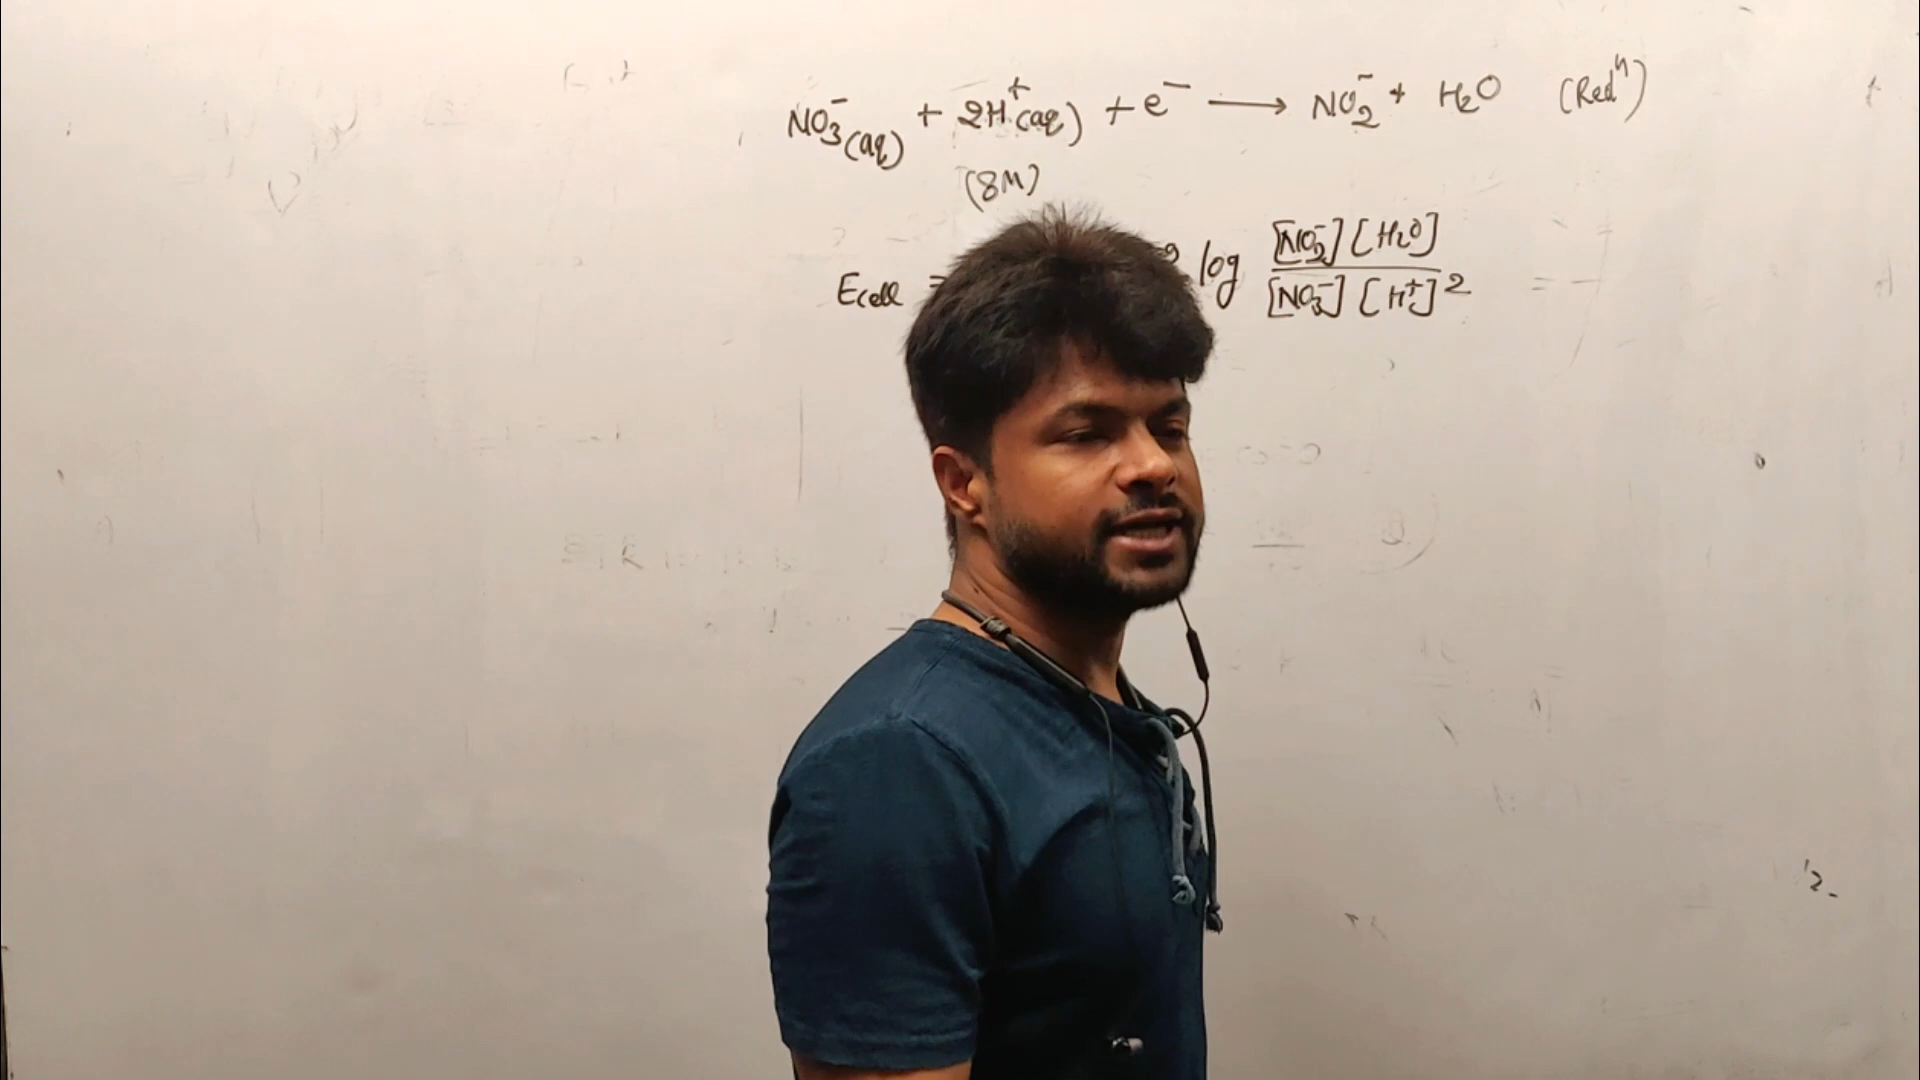 NO₃⁻(aq) + 2H⁺(aq) + e⁻ ⟶ NO₂⁻ + H₂O (Redⁿ)
(8M)
Ecell = log [NO₂⁻][H₂O] / [NO₃⁻][H⁺]²